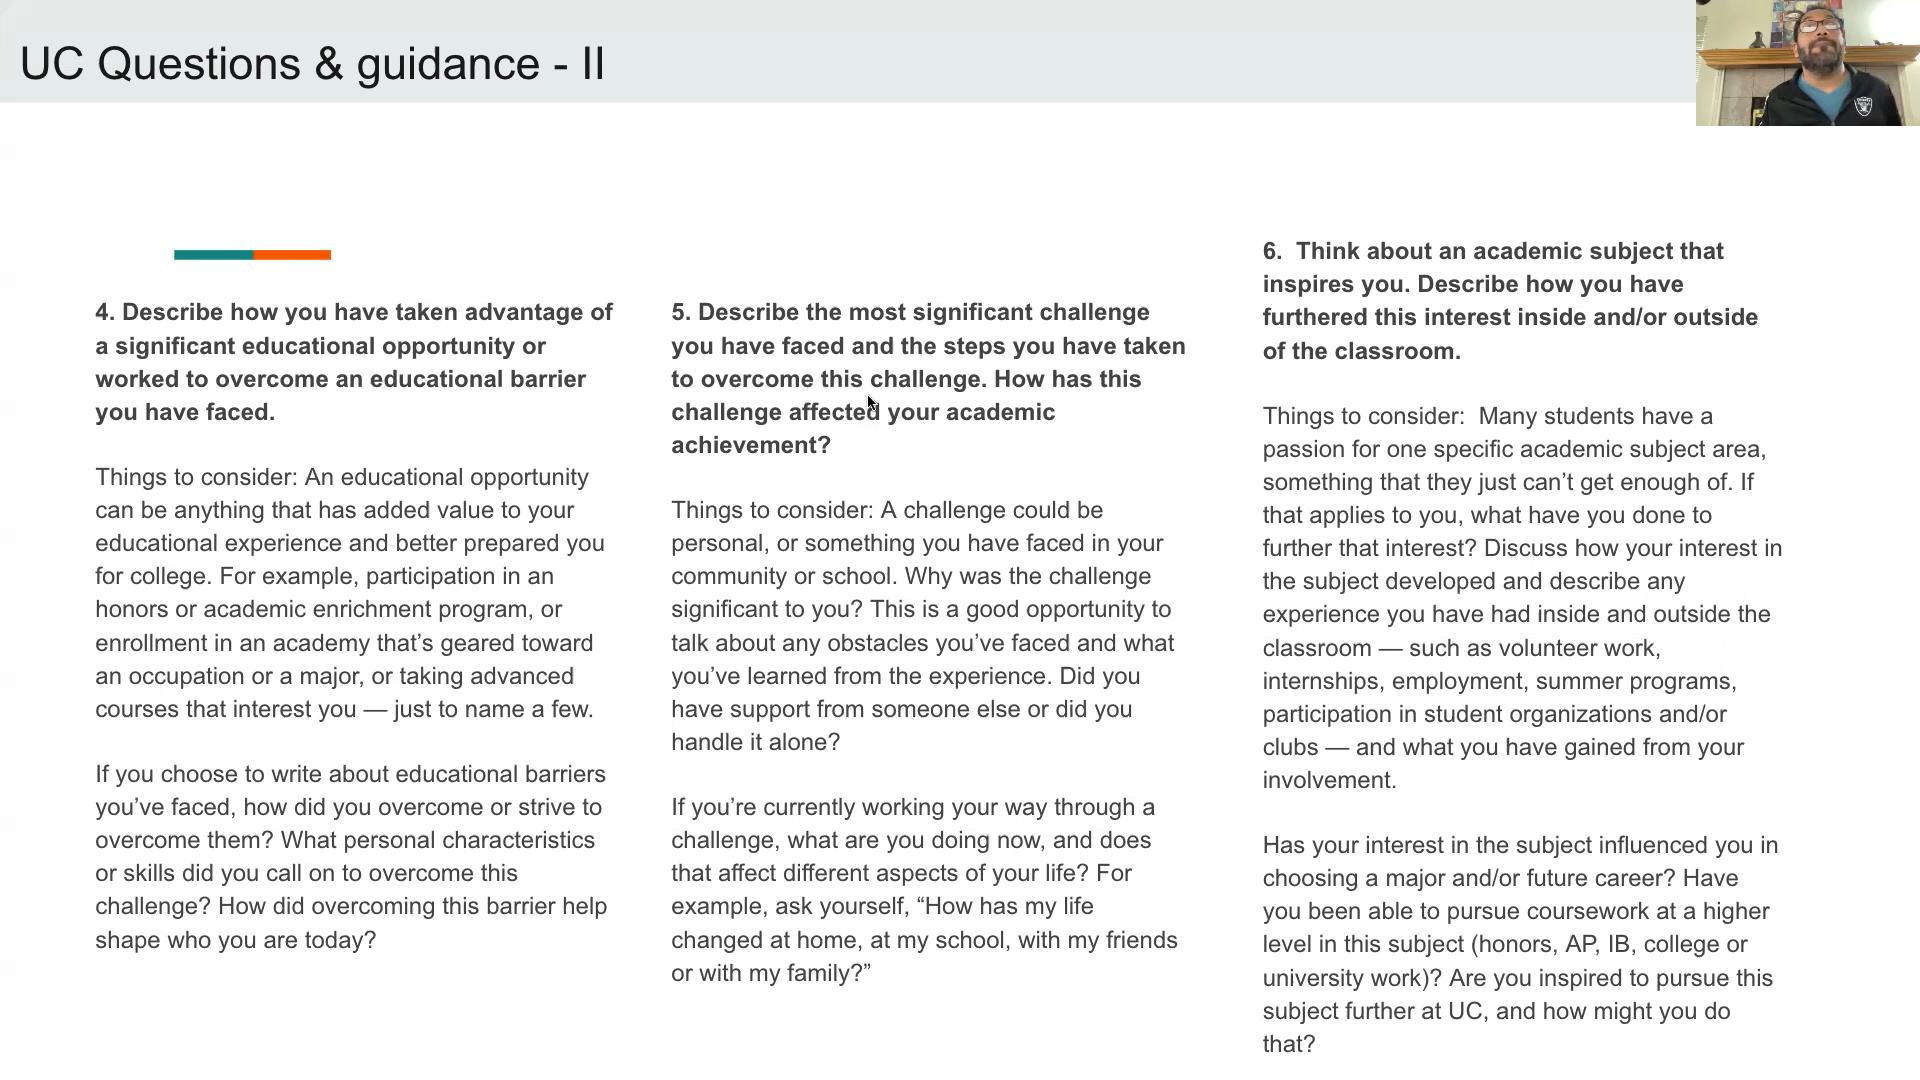 UC Questions & guidance - II
4. Describe how you have taken advantage of
a significant educational opportunity or
worked to overcome an educational barrier
you have faced.
Things to consider: An educational opportunity
can be anything that has added value to your
educational experience and better prepared you
for college. For example, participation in an
honors or academic enrichment program, or
enrollment in an academy that’s geared toward
an occupation or a major, or taking advanced
courses that interest you — just to name a few.
If you choose to write about educational barriers
you’ve faced, how did you overcome or strive to
overcome them? What personal characteristics
or skills did you call on to overcome this
challenge? How did overcoming this barrier help
shape who you are today?
5. Describe the most significant challenge
you have faced and the steps you have taken
to overcome this challenge. How has this
challenge affected your academic
achievement?
Things to consider: A challenge could be
personal, or something you have faced in your
community or school. Why was the challenge
significant to you? This is a good opportunity to
talk about any obstacles you’ve faced and what
you’ve learned from the experience. Did you
have support from someone else or did you
handle it alone?
If you’re currently working your way through a
challenge, what are you doing now, and does
that affect different aspects of your life? For
example, ask yourself, “How has my life
changed at home, at my school, with my friends
or with my family?”
6.  Think about an academic subject that
inspires you. Describe how you have
furthered this interest inside and/or outside
of the classroom.
Things to consider:  Many students have a
passion for one specific academic subject area,
something that they just can’t get enough of. If
that applies to you, what have you done to
further that interest? Discuss how your interest in
the subject developed and describe any
experience you have had inside and outside the
classroom — such as volunteer work,
internships, employment, summer programs,
participation in student organizations and/or
clubs — and what you have gained from your
involvement.
Has your interest in the subject influenced you in
choosing a major and/or future career? Have
you been able to pursue coursework at a higher
level in this subject (honors, AP, IB, college or
university work)? Are you inspired to pursue this
subject further at UC, and how might you do
that?